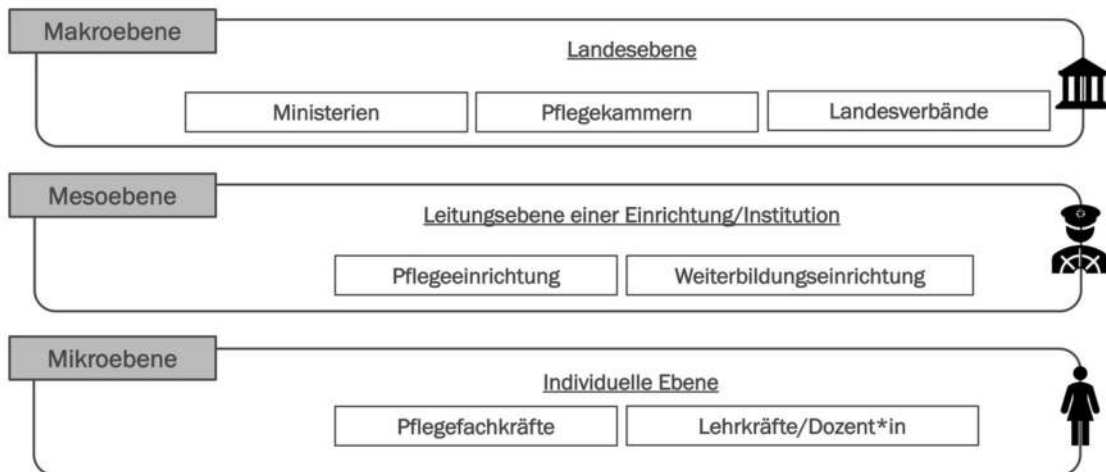 Makroebene
Landesebene
Ministerien
Pflegekammern
Landesverbände
Mesoebene
Leitungsebene einer Einrichtung/Institution
Pflegeeinrichtung
Weiterbildungseinrichtung
Mikroebene
Individuelle Ebene
Pflegefachkräfte
Lehrkräfte/Dozent*in